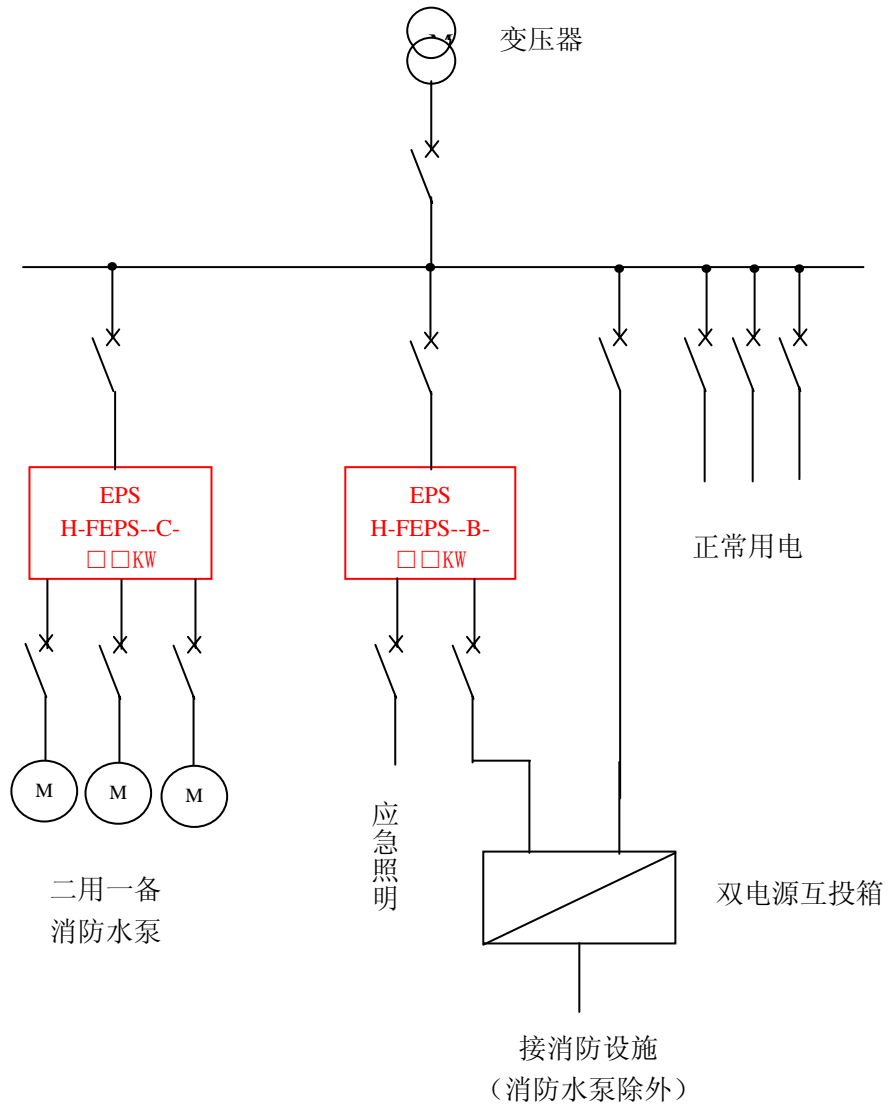 变压器
EPS
H-FEPS--C-
□□KW
EPS
H-FEPS--B-
□□KW
正常用电
M
M
M
应急照明
二用一备
消防水泵
双电源互投箱
接消防设施
（消防水泵除外）